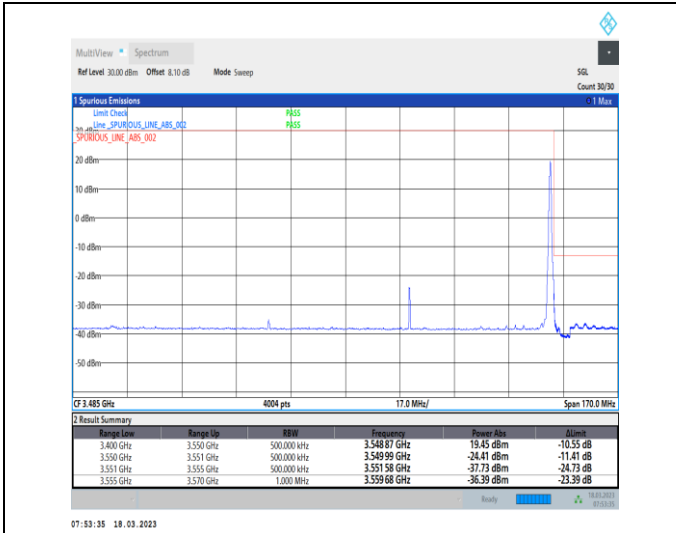 MultiView Spectrum
Ref Level 30.00 dBm Offset 8.10 dB Mode Sweep SGL
Count 30/30
1 Spurious Emissions 1 Max
Limit Check PASS
Line _SPURIOUS_LINE_ABS_002 PASS
_SPURIOUS_LINE_ABS_002
20 dBm
10 dBm
0 dBm
-10 dBm
-20 dBm
-30 dBm
-40 dBm
-50 dBm
CF 3.485 GHz 4004 pts 17.0 MHz/ Span 170.0 MHz
2 Result Summary
Range Low Range Up RBW Frequency Power Abs ΔLimit
3.400 GHz 3.550 GHz 500.000 kHz 3.548 87 GHz 19.45 dBm -10.55 dB
3.550 GHz 3.551 GHz 500.000 kHz 3.549 99 GHz -24.41 dBm -11.41 dB
3.551 GHz 3.555 GHz 500.000 kHz 3.551 58 GHz -37.73 dBm -24.73 dB
3.555 GHz 3.570 GHz 1.000 MHz 3.559 68 GHz -36.39 dBm -23.39 dB
Ready 18.03.2023
07:53:35
07:53:35 18.03.2023